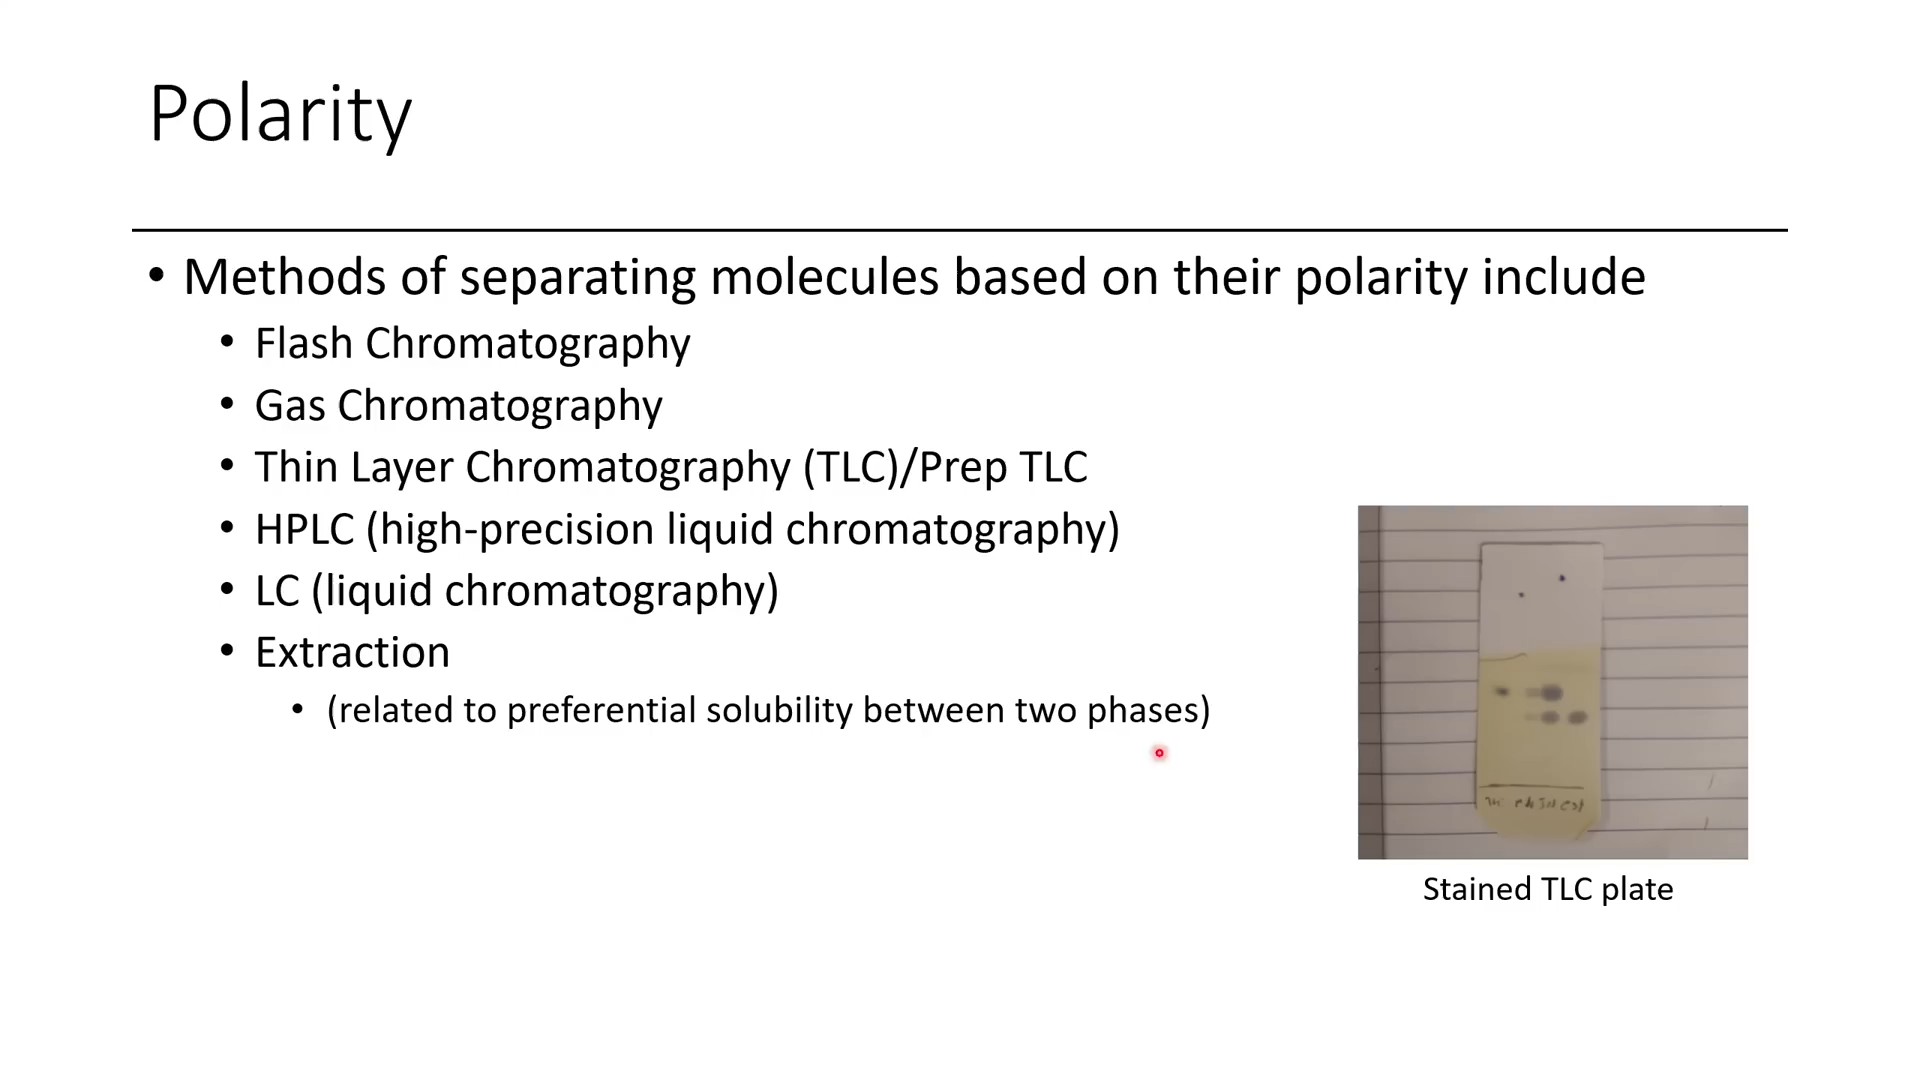 Polarity
• Methods of separating molecules based on their polarity include
• Flash Chromatography
• Gas Chromatography
• Thin Layer Chromatography (TLC)/Prep TLC
• HPLC (high-precision liquid chromatography)
• LC (liquid chromatography)
• Extraction
• (related to preferential solubility between two phases)
Stained TLC plate